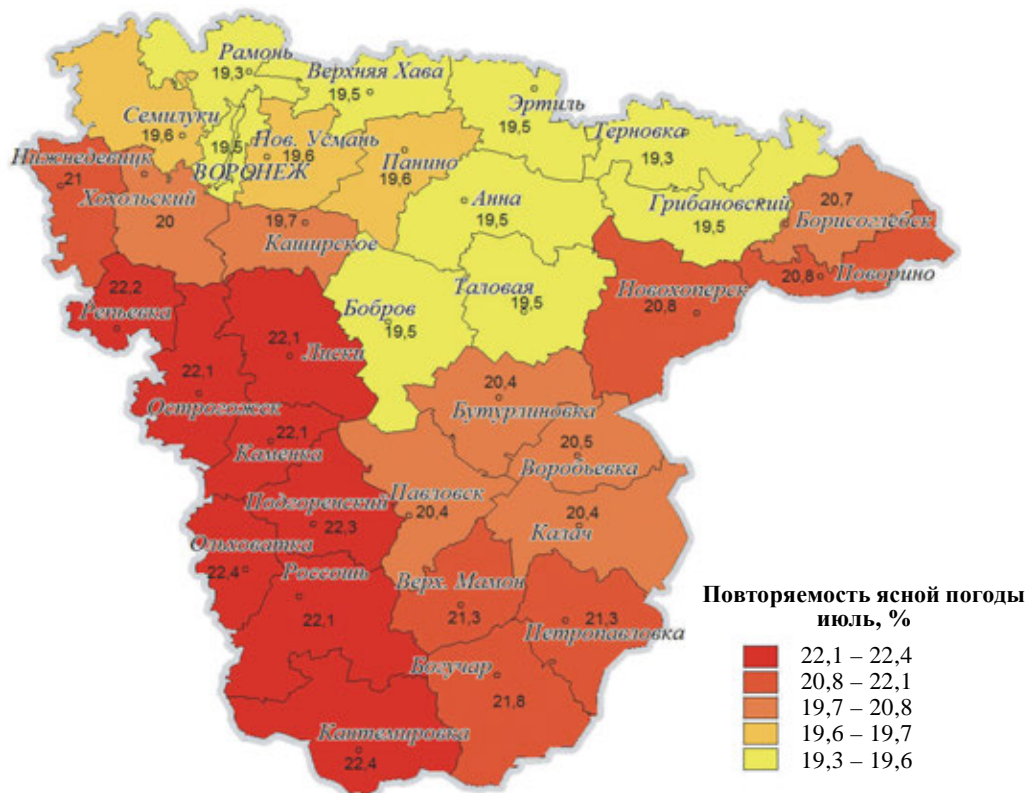 Рамонь
19,3
Верхняя Хава
19,5
Эртиль
19,5
Семилуки
19,6
19,5
ВОРОНЕЖ
Нов. Усмань
19,6
Панино
19,6
Терновка
19,3
Нижнедевицк
21
Хохольский
20
Анна
19,5
Грибановский
19,5
20,7
Борисоглебск
19,7
Каширское
20,8
Поворино
22,2
Репьевка
Бобров
19,5
Таловая
19,5
Новохоперск
20,8
22,1
Лиски
22,1
Острогожск
20,4
Бутурлиновка
22,1
Каменка
20,5
Воробьевка
Павловск
20,4
20,4
Калач
Подгоренский
22,3
Ольховатка
22,4
Россошь
22,1
Верх. Мамон
21,3
21,3
Петропавловка
Богучар
21,8
Кантемировка
22,4
Повторяемость ясной погоды
июль, %
22,1 – 22,4
20,8 – 22,1
19,7 – 20,8
19,6 – 19,7
19,3 – 19,6